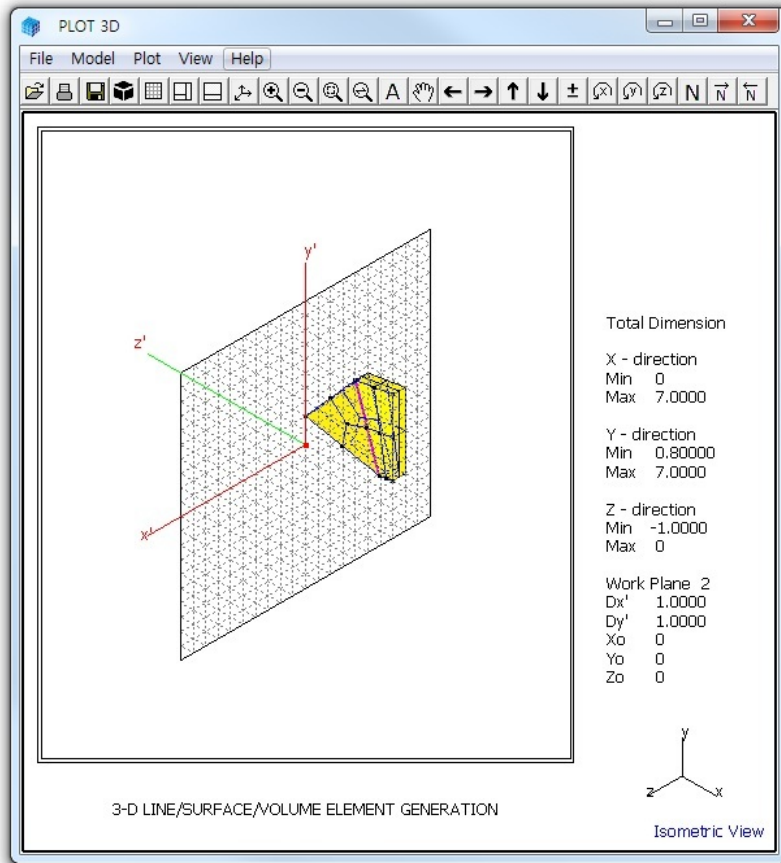 PLOT 3D
File Model Plot View Help
A x y z N N N
y'
z'
x'
Total Dimension
X - direction
Min 0
Max 7.0000
Y - direction
Min 0.80000
Max 7.0000
Z - direction
Min -1.0000
Max 0
Work Plane 2
Dx' 1.0000
Dy' 1.0000
Xo 0
Yo 0
Zo 0
y
z x
3-D LINE/SURFACE/VOLUME ELEMENT GENERATION
Isometric View